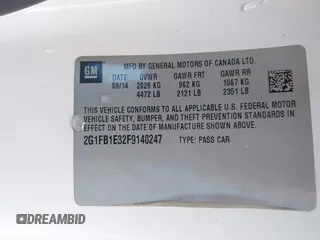 GM
MFD BY GENERAL MOTORS OF CANADA LTD.
DATE GVWR GAWR FRT GAWR RR
09/14 2029 KG 962 KG 1067 KG
4472 LB 2121 LB 2351 LB
THIS VEHICLE CONFORMS TO ALL APPLICABLE U.S. FEDERAL MOTOR
VEHICLE SAFETY, BUMPER, AND THEFT PREVENTION STANDARDS
IN EFFECT ON THE DATE OF MANUFACTURE SHOWN ABOVE.
2G1FB1E32F9140247 TYPE: PASS CAR
DREAMBID